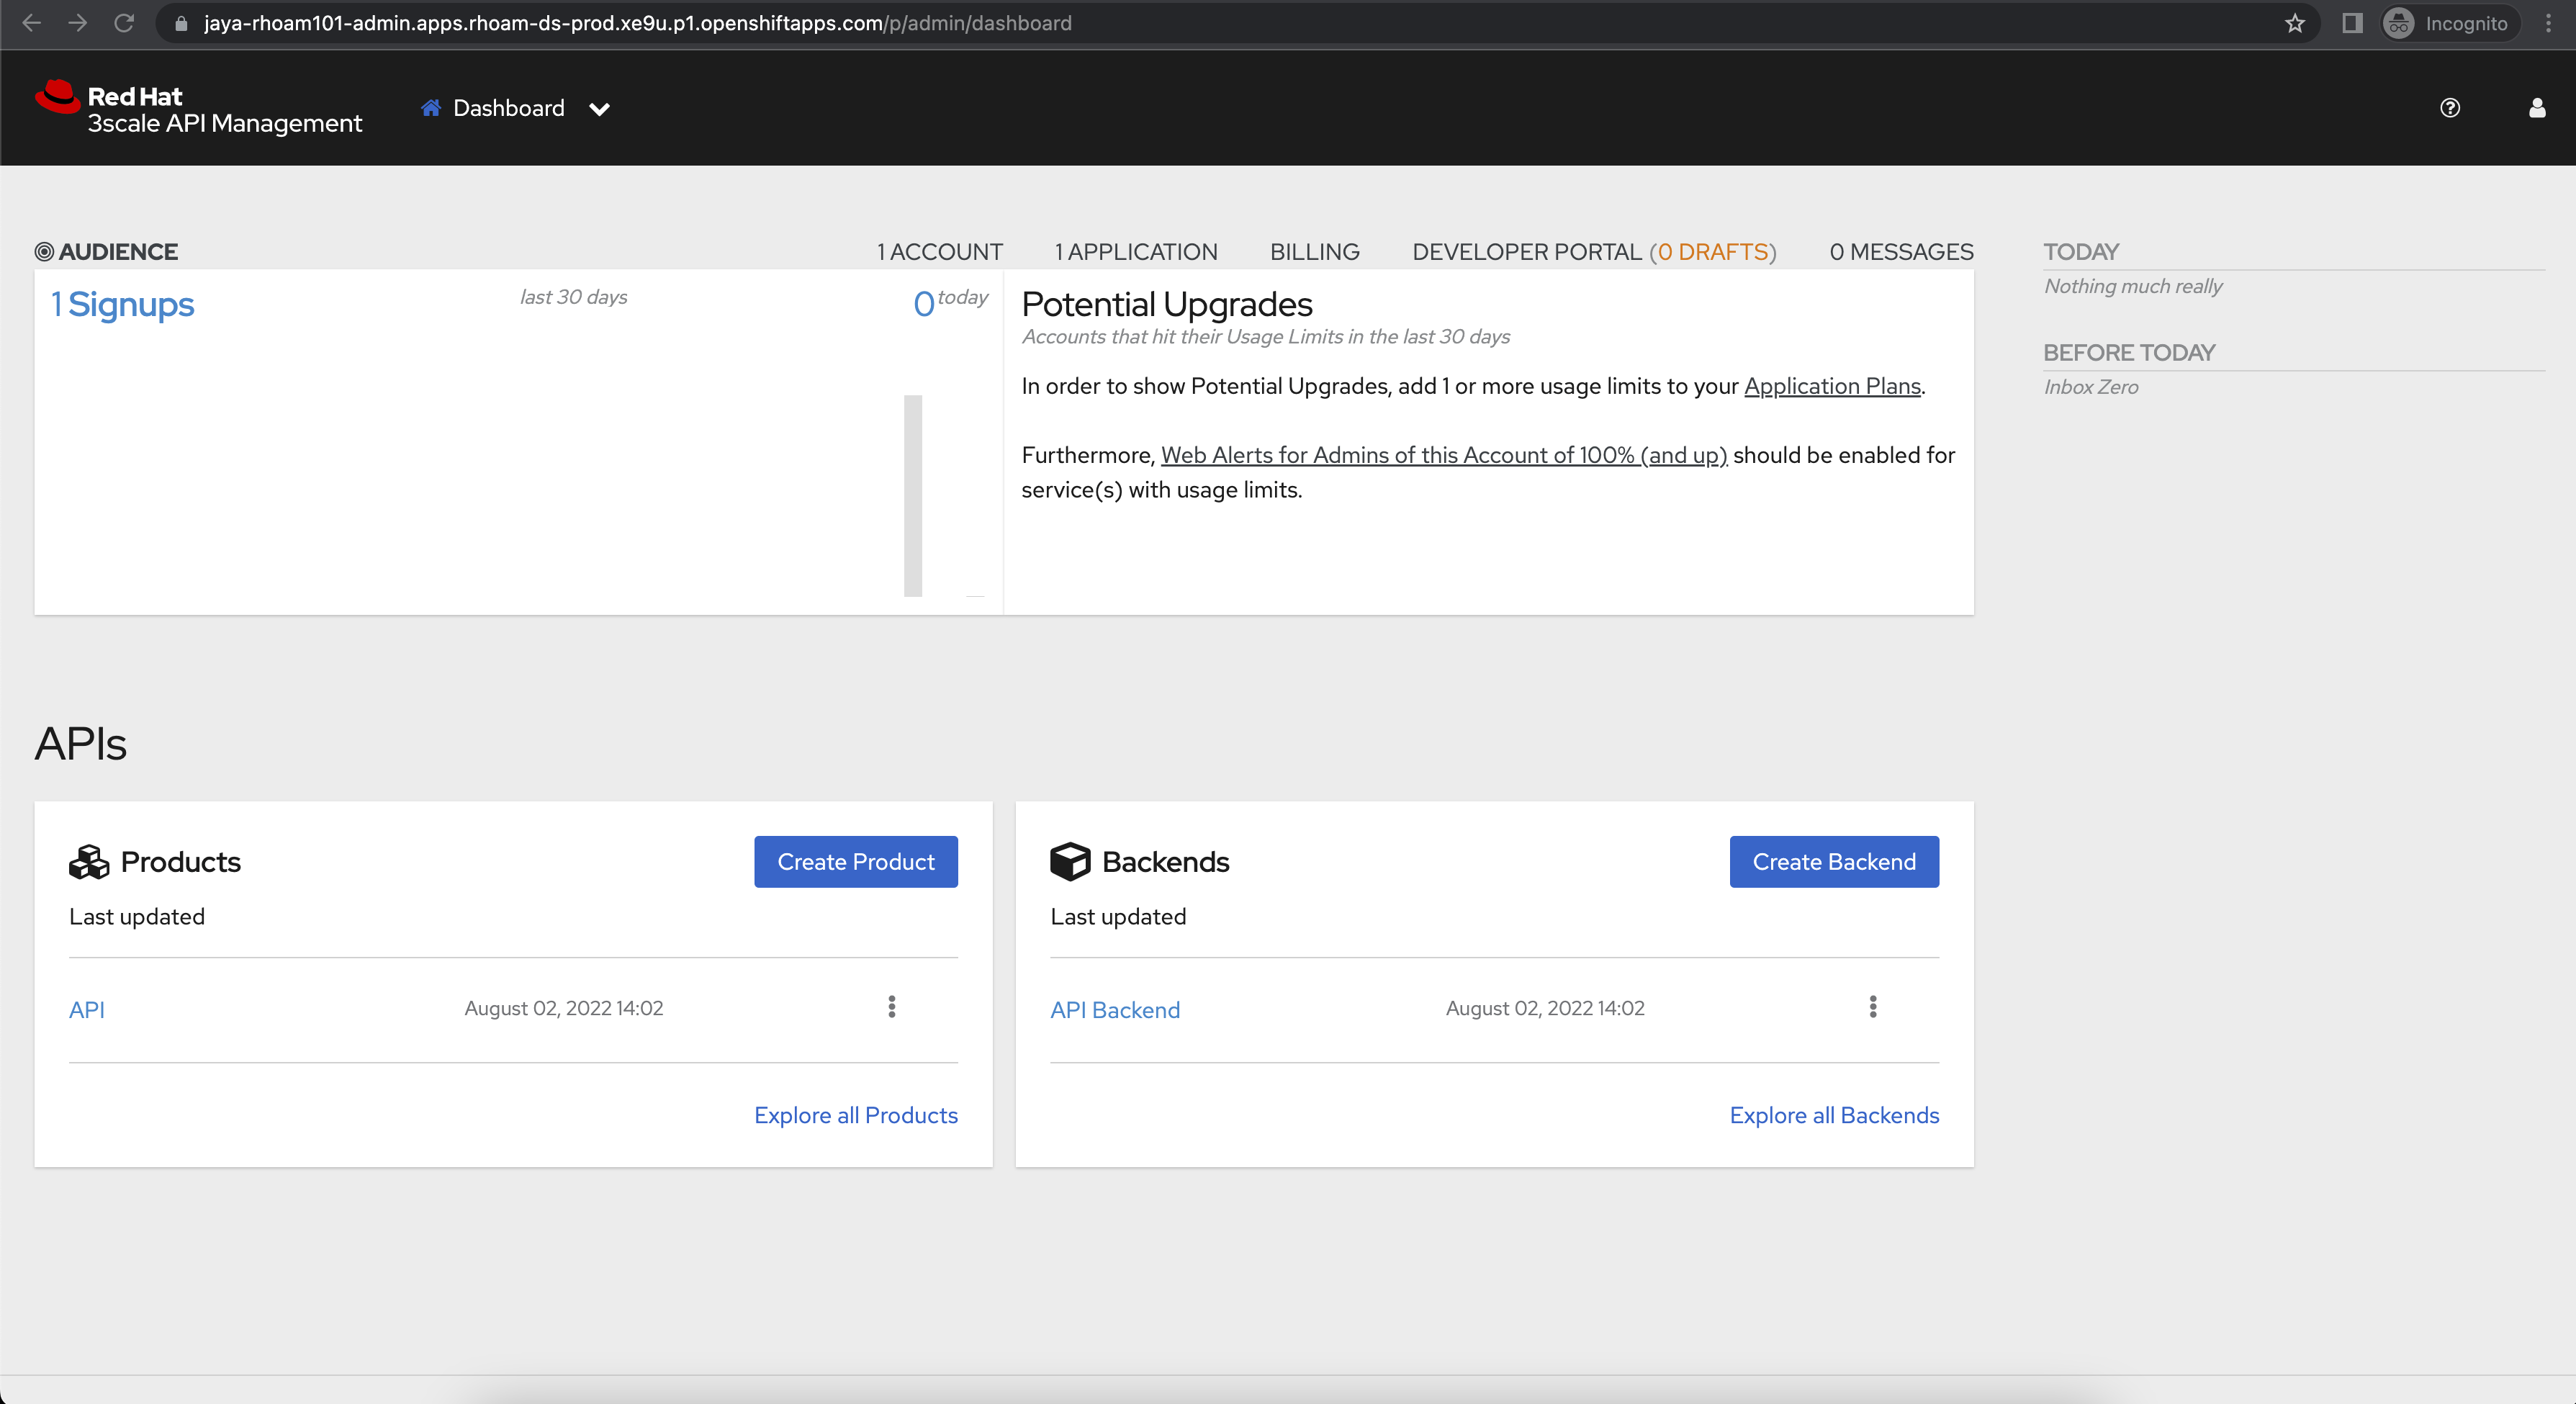 jaya-rhoam101-admin.apps.rhoam-ds-prod.xe9u.p1.openshiftapps.com/p/admin/dashboard
Incognito
Red Hat
3scale API Management
Dashboard
AUDIENCE
1 ACCOUNT
1 APPLICATION
BILLING
DEVELOPER PORTAL (0 DRAFTS)
0 MESSAGES
1 Signups
last 30 days
0 today
Potential Upgrades
Accounts that hit their Usage Limits in the last 30 days
In order to show Potential Upgrades, add 1 or more usage limits to your Application Plans.
Furthermore, Web Alerts for Admins of this Account of 100% (and up) should be enabled for
service(s) with usage limits.
TODAY
Nothing much really
BEFORE TODAY
Inbox Zero
APIs
Products
Create Product
Last updated
API
August 02, 2022 14:02
Explore all Products
Backends
Create Backend
Last updated
API Backend
August 02, 2022 14:02
Explore all Backends